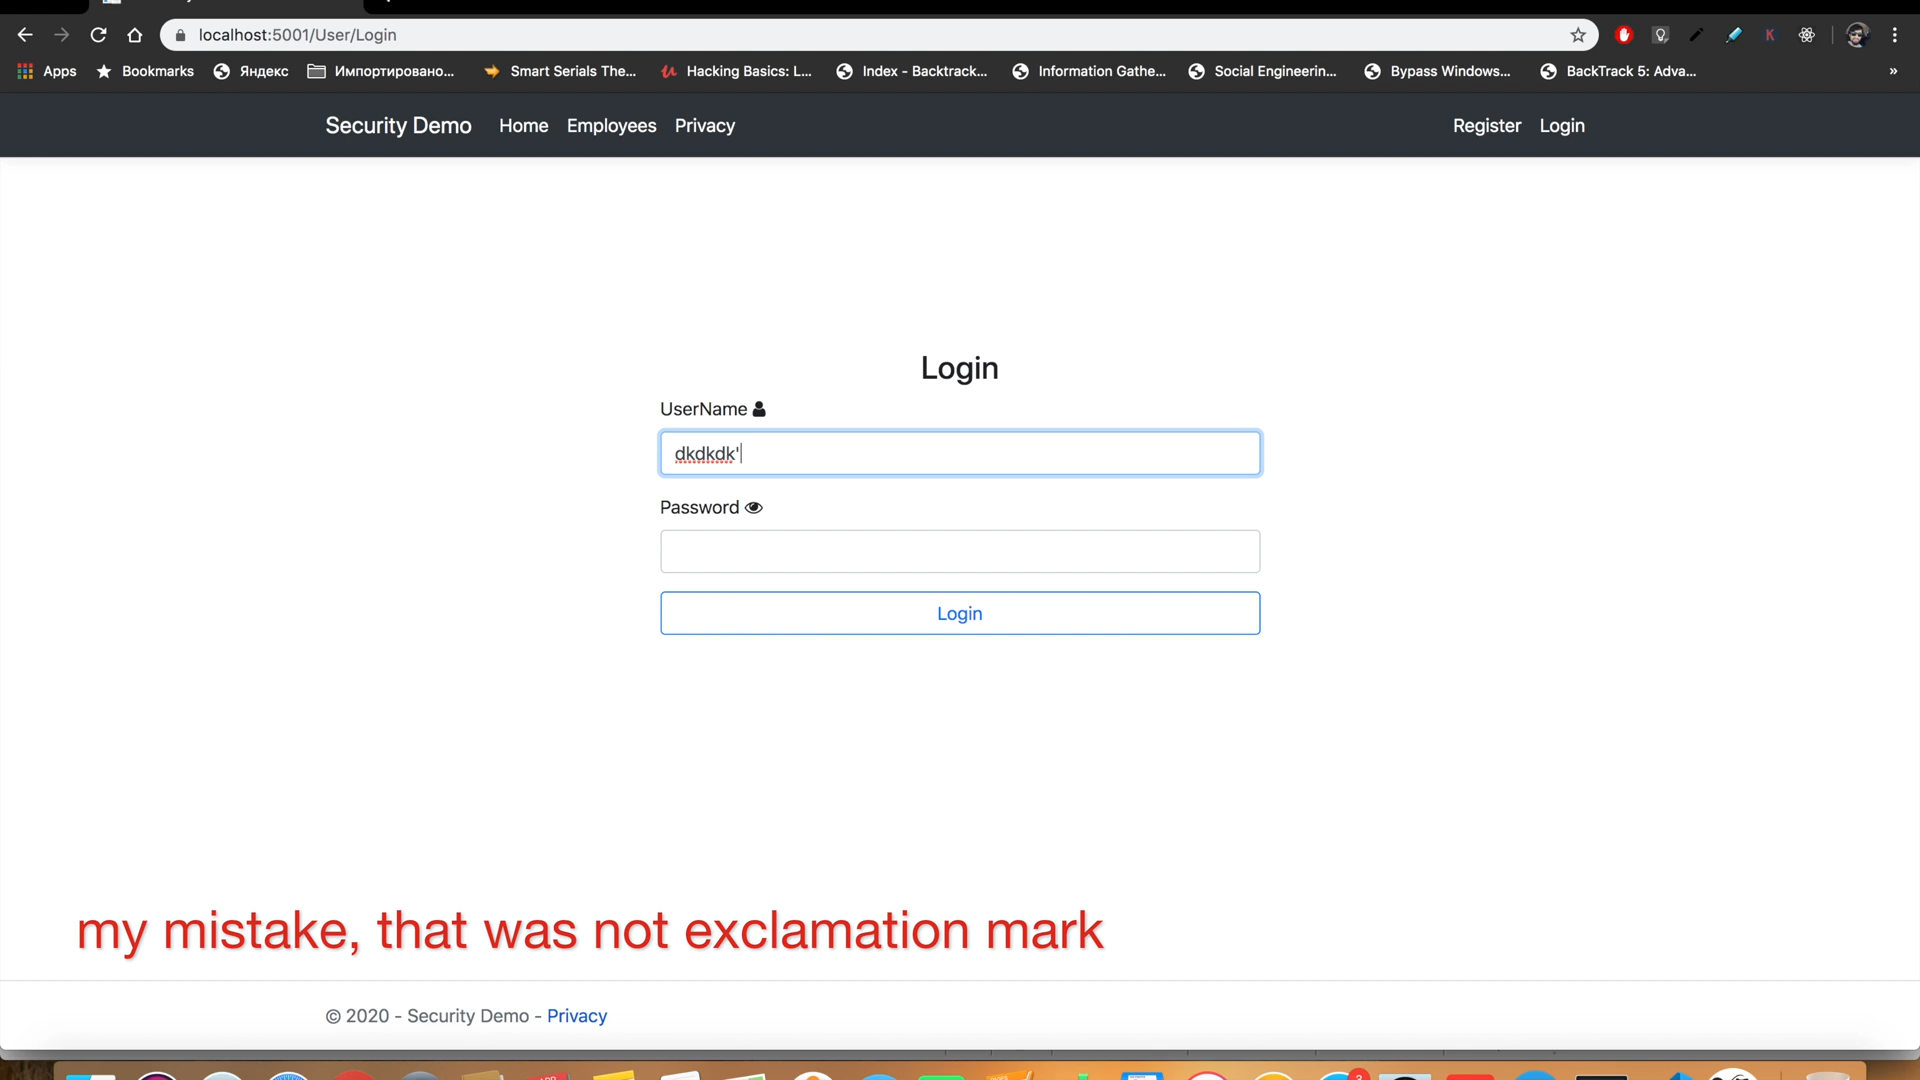 localhost:5001/User/Login
Apps Bookmarks Яндекс Импортировано... Smart Serials The... Hacking Basics: L... Index - Backtrack... Information Gathe... Social Engineerin... Bypass Windows... BackTrack 5: Adva... »
Security Demo Home Employees Privacy Register Login
Login
UserName
dkdkdk'
Password
Login
my mistake, that was not exclamation mark
© 2020 - Security Demo - Privacy
3